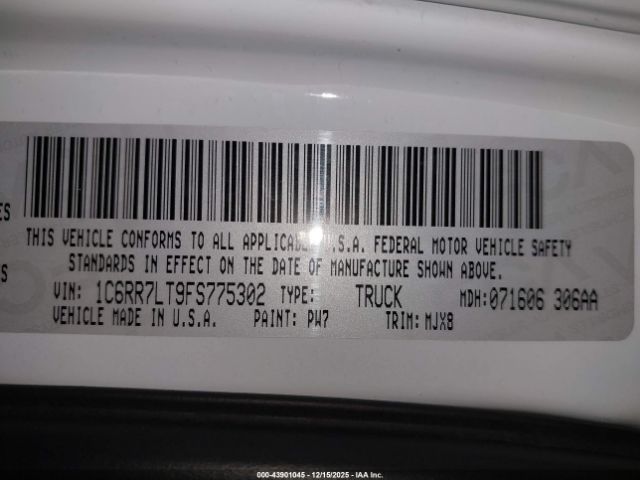 ES
THIS VEHICLE CONFORMS TO ALL APPLICABLE U.S.A. FEDERAL MOTOR VEHICLE SAFETY
STANDARDS IN EFFECT ON THE DATE OF MANUFACTURE SHOWN ABOVE.
S
VIN: 1C6RR7LT9FS775302 TYPE: TRUCK MDH: 071606 306AA
VEHICLE MADE IN U.S.A. PAINT: PW7 TRIM: MJX8
000-43901045 - 12/15/2025 - IAA Inc.